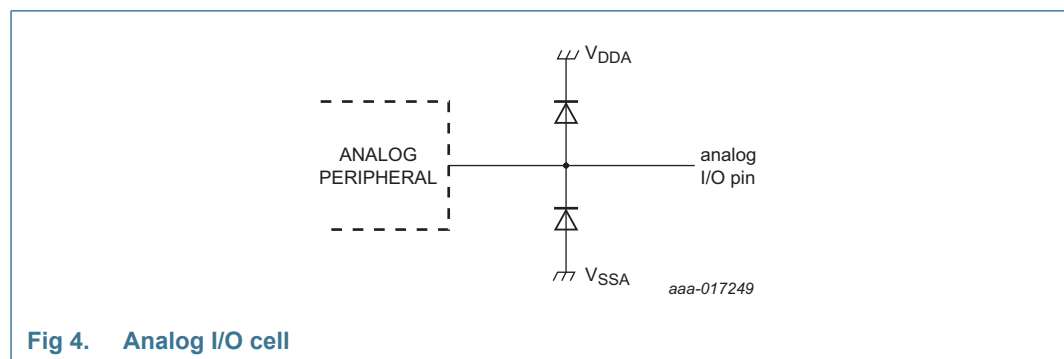 VDDA
ANALOG
PERIPHERAL
analog
I/O pin
VSSA
aaa-017249
Fig 4. Analog I/O cell